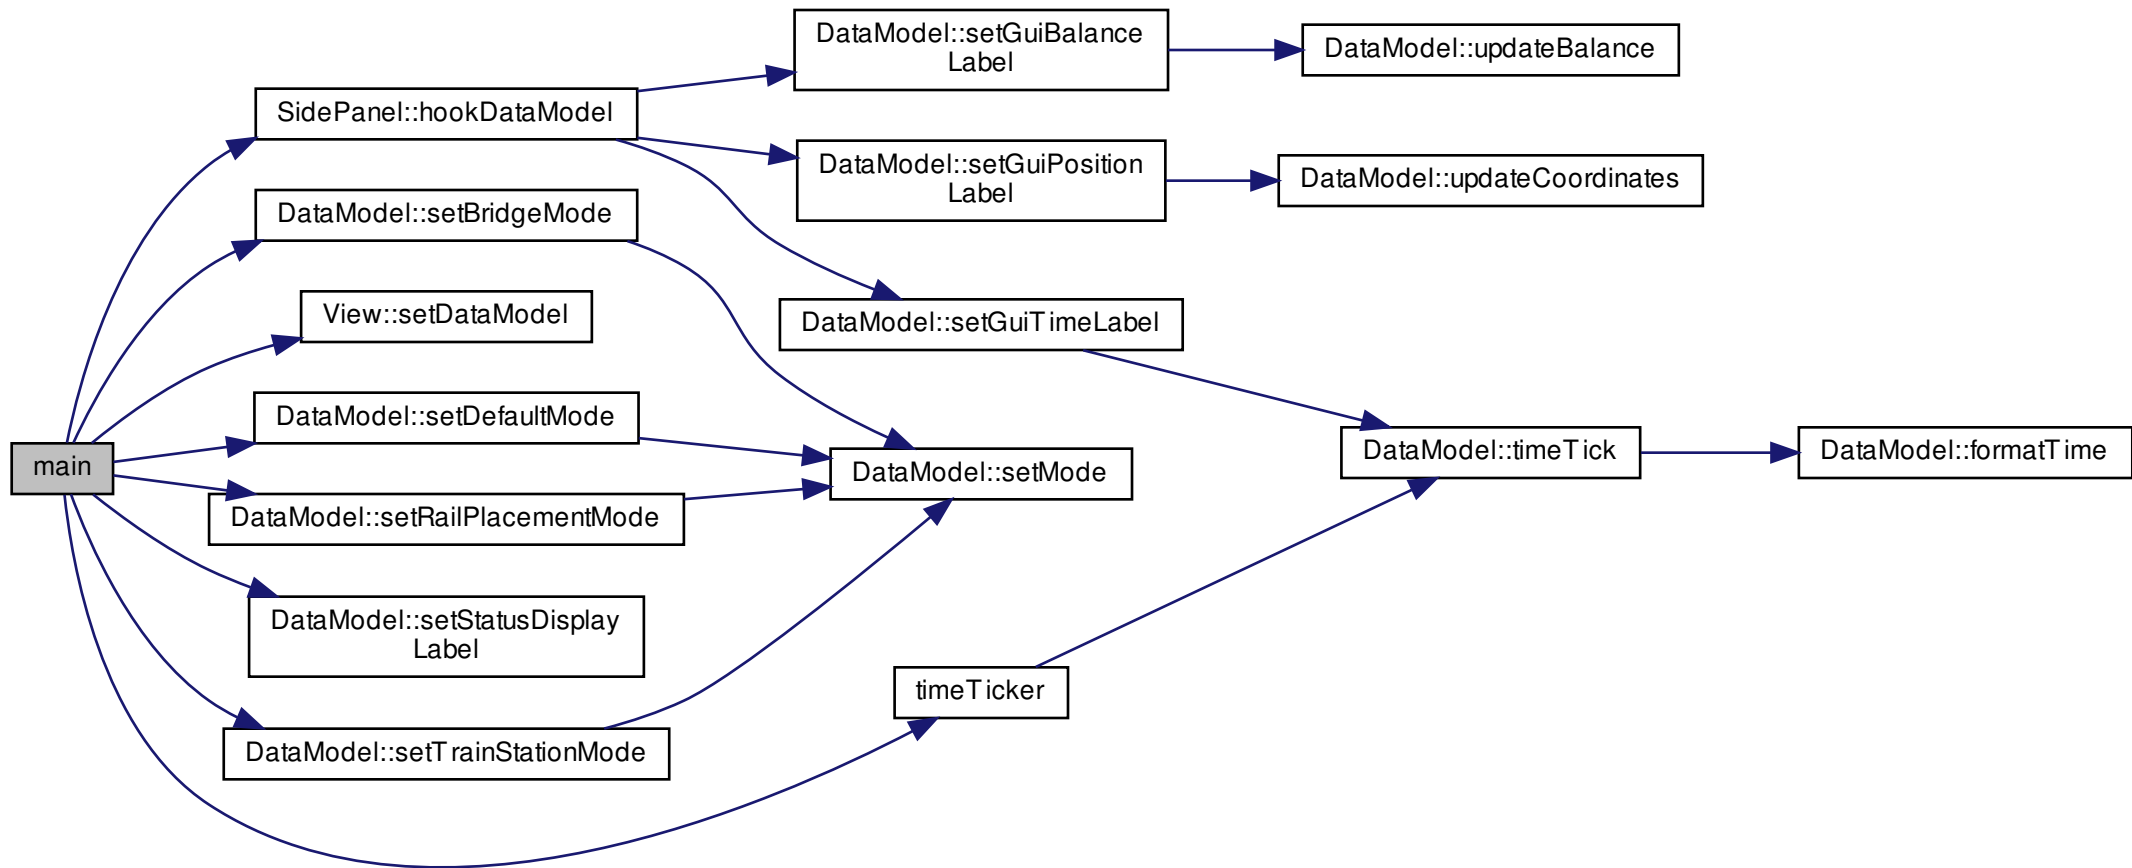 DataModel::setGuiBalance
Label
DataModel::updateBalance
SidePanel::hookDataModel
DataModel::setGuiPosition
Label
DataModel::updateCoordinates
DataModel::setBridgeMode
View::setDataModel
DataModel::setGuiTimeLabel
DataModel::setDefaultMode
main
DataModel::setMode
DataModel::timeTick
DataModel::formatTime
DataModel::setRailPlacementMode
DataModel::setStatusDisplay
Label
timeTicker
DataModel::setTrainStationMode